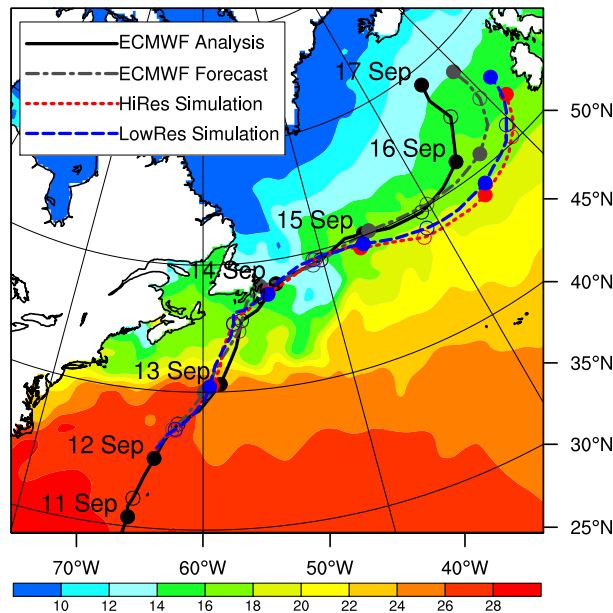 ECMWF Analysis
ECMWF Forecast
HiRes Simulation
LowRes Simulation
17 Sep
16 Sep
15 Sep
14 Sep
13 Sep
12 Sep
11 Sep
50°N
45°N
40°N
35°N
30°N
25°N
70°W 60°W 50°W 40°W
10 12 14 16 18 20 22 24 26 28